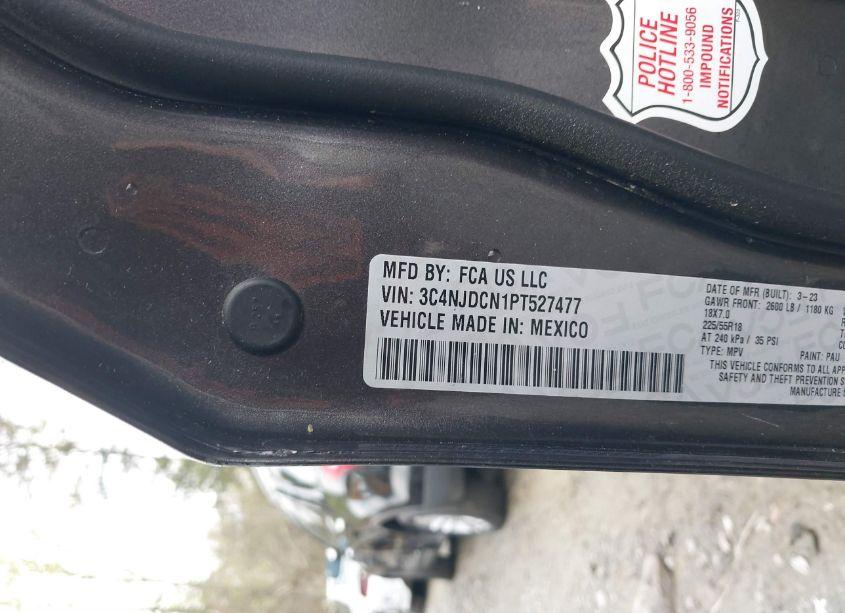 POLICE
HOTLINE
1-800-533-9056
IMPOUND
NOTIFICATIONS
MFD BY: FCA US LLC
VIN: 3C4NJDCN1PT527477
VEHICLE MADE IN: MEXICO
DATE OF MFR (BUILT): 3-23
GAWR FRONT: 2600 LB / 1180 KG
18X7.0
225/55R18
AT 240 kPa / 35 PSI
TYPE: MPV PAINT: PAU
THIS VEHICLE CONFORMS TO ALL APP
SAFETY AND THEFT PREVENTION S
MANUFACTURE S